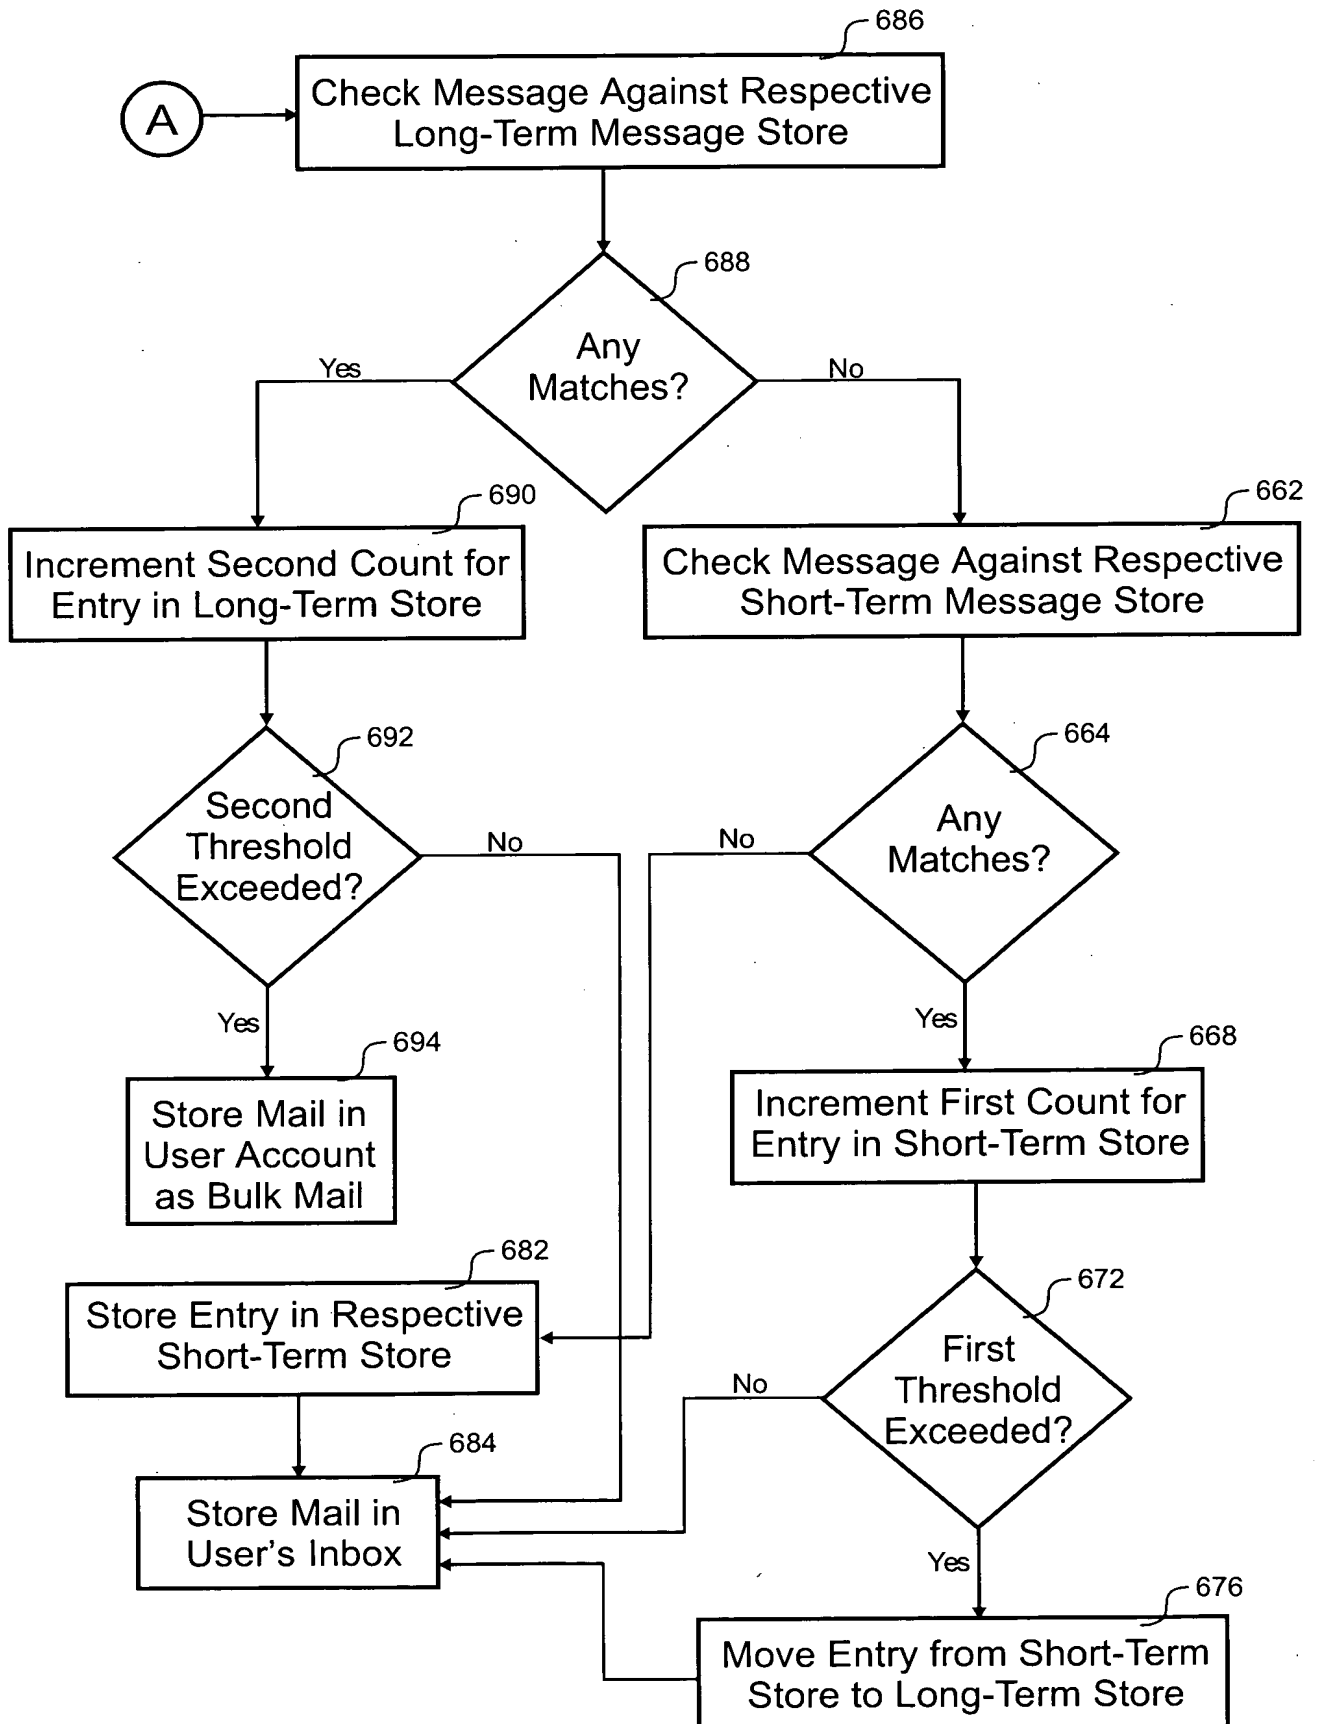 686
A
Check Message Against Respective
Long-Term Message Store
688
Any
Matches?
Yes
No
690
662
Increment Second Count for
Entry in Long-Term Store
Check Message Against Respective
Short-Term Message Store
692
664
Second
Threshold
Exceeded?
No
No
Any
Matches?
Yes
Yes
694
668
Store Mail in
User Account
as Bulk Mail
Increment First Count for
Entry in Short-Term Store
682
672
Store Entry in Respective
Short-Term Store
First
Threshold
Exceeded?
No
684
Store Mail in
User's Inbox
Yes
676
Move Entry from Short-Term
Store to Long-Term Store